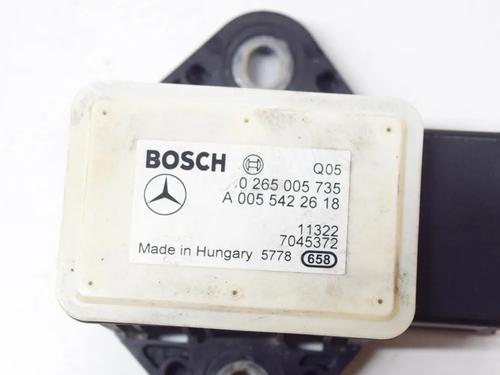 BOSCH
Q05
0 265 005 735
A 005 542 26 18
11322
7045372
Made in Hungary 5778 658